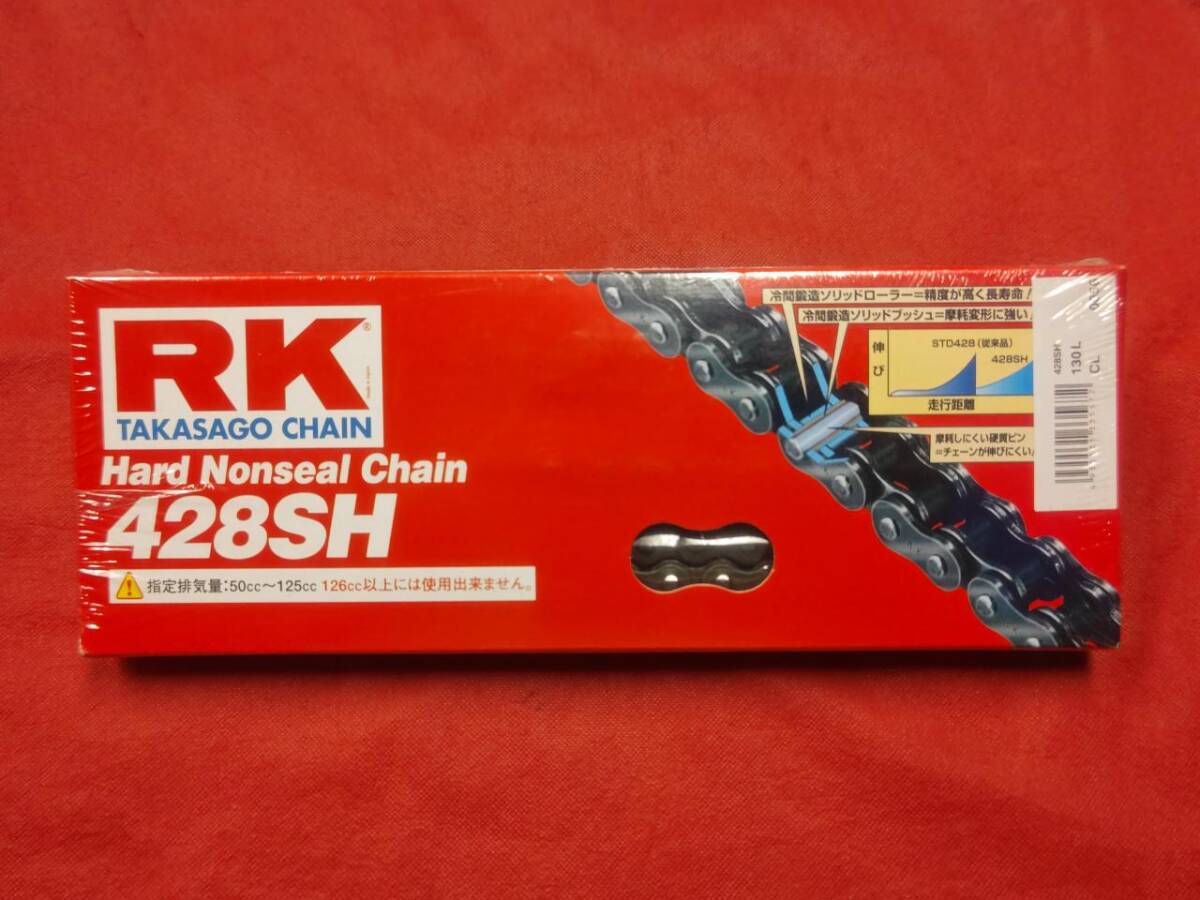 RK®
TAKASAGO CHAIN
Hard Nonseal Chain
428SH
指定排気量:50cc～125cc 126cc以上には使用出来ません。
冷間鍛造ソリッドローラー=精度が高く長寿命!
冷間鍛造ソリッドブッシュ=摩耗変形に強い!
伸び
STD428(従来品)
428SH
走行距離
摩耗しにくい硬質ピン
=チェーンが伸びにくい!
428SH
130L
CL